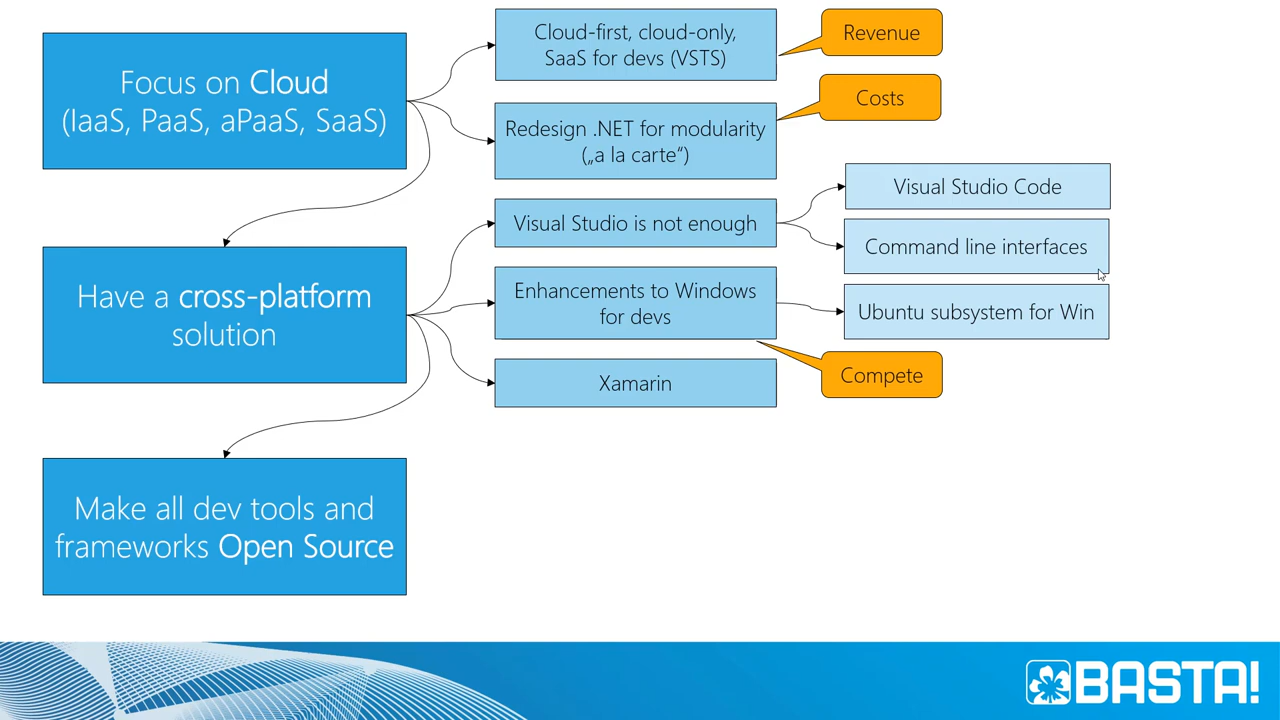 Focus on Cloud
(IaaS, PaaS, aPaaS, SaaS)
Cloud-first, cloud-only,
SaaS for devs (VSTS)
Revenue
Redesign .NET for modularity
(„a la carte“)
Costs
Have a cross-platform
solution
Visual Studio is not enough
Visual Studio Code
Command line interfaces
Enhancements to Windows
for devs
Ubuntu subsystem for Win
Compete
Xamarin
Make all dev tools and
frameworks Open Source
BASTA!